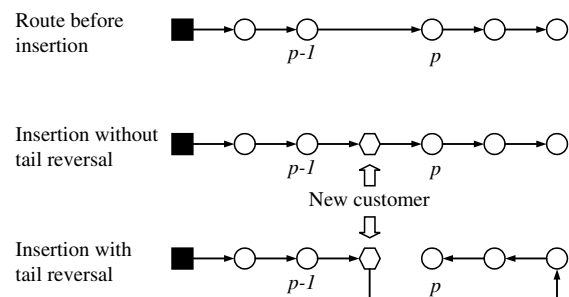 Route before
insertion
p-1
p
Insertion without
tail reversal
p-1
p
New customer
Insertion with
tail reversal
p-1
p